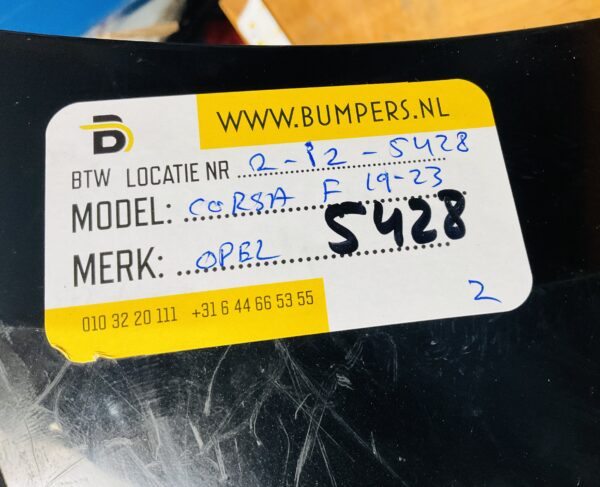 WWW.BUMPERS.NL
BTW LOCATIE NR 2-12-5428
MODEL: CORSA F 19-23
MERK: OPEL 5428
010 32 20 111 +31 6 44 66 53 55
2